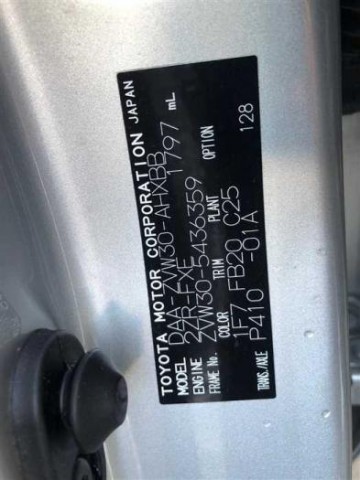 TOYOTA MOTOR CORPORATION JAPAN
MODEL DAA-ZVW30-AHXBB
ENGINE 2ZR-FXE 1797 mL
FRAME No. ZVW30-5436359
COLOR TRIM PLANT OPTION
1F7 FB20 C25
TRANS./AXLE P410 -01A 128